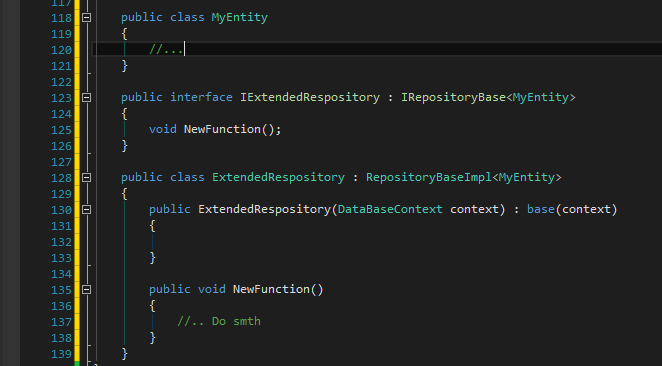 117
118 public class MyEntity
119 {
120 //...
121 }
122
123 public interface IExtendedRespository : IRepositoryBase<MyEntity>
124 {
125 void NewFunction();
126 }
127
128 public class ExtendedRespository : RepositoryBaseImpl<MyEntity>
129 {
130 public ExtendedRespository(DataBaseContext context) : base(context)
131 {
132
133 }
134
135 public void NewFunction()
136 {
137 //.. Do smth
138 }
139 }